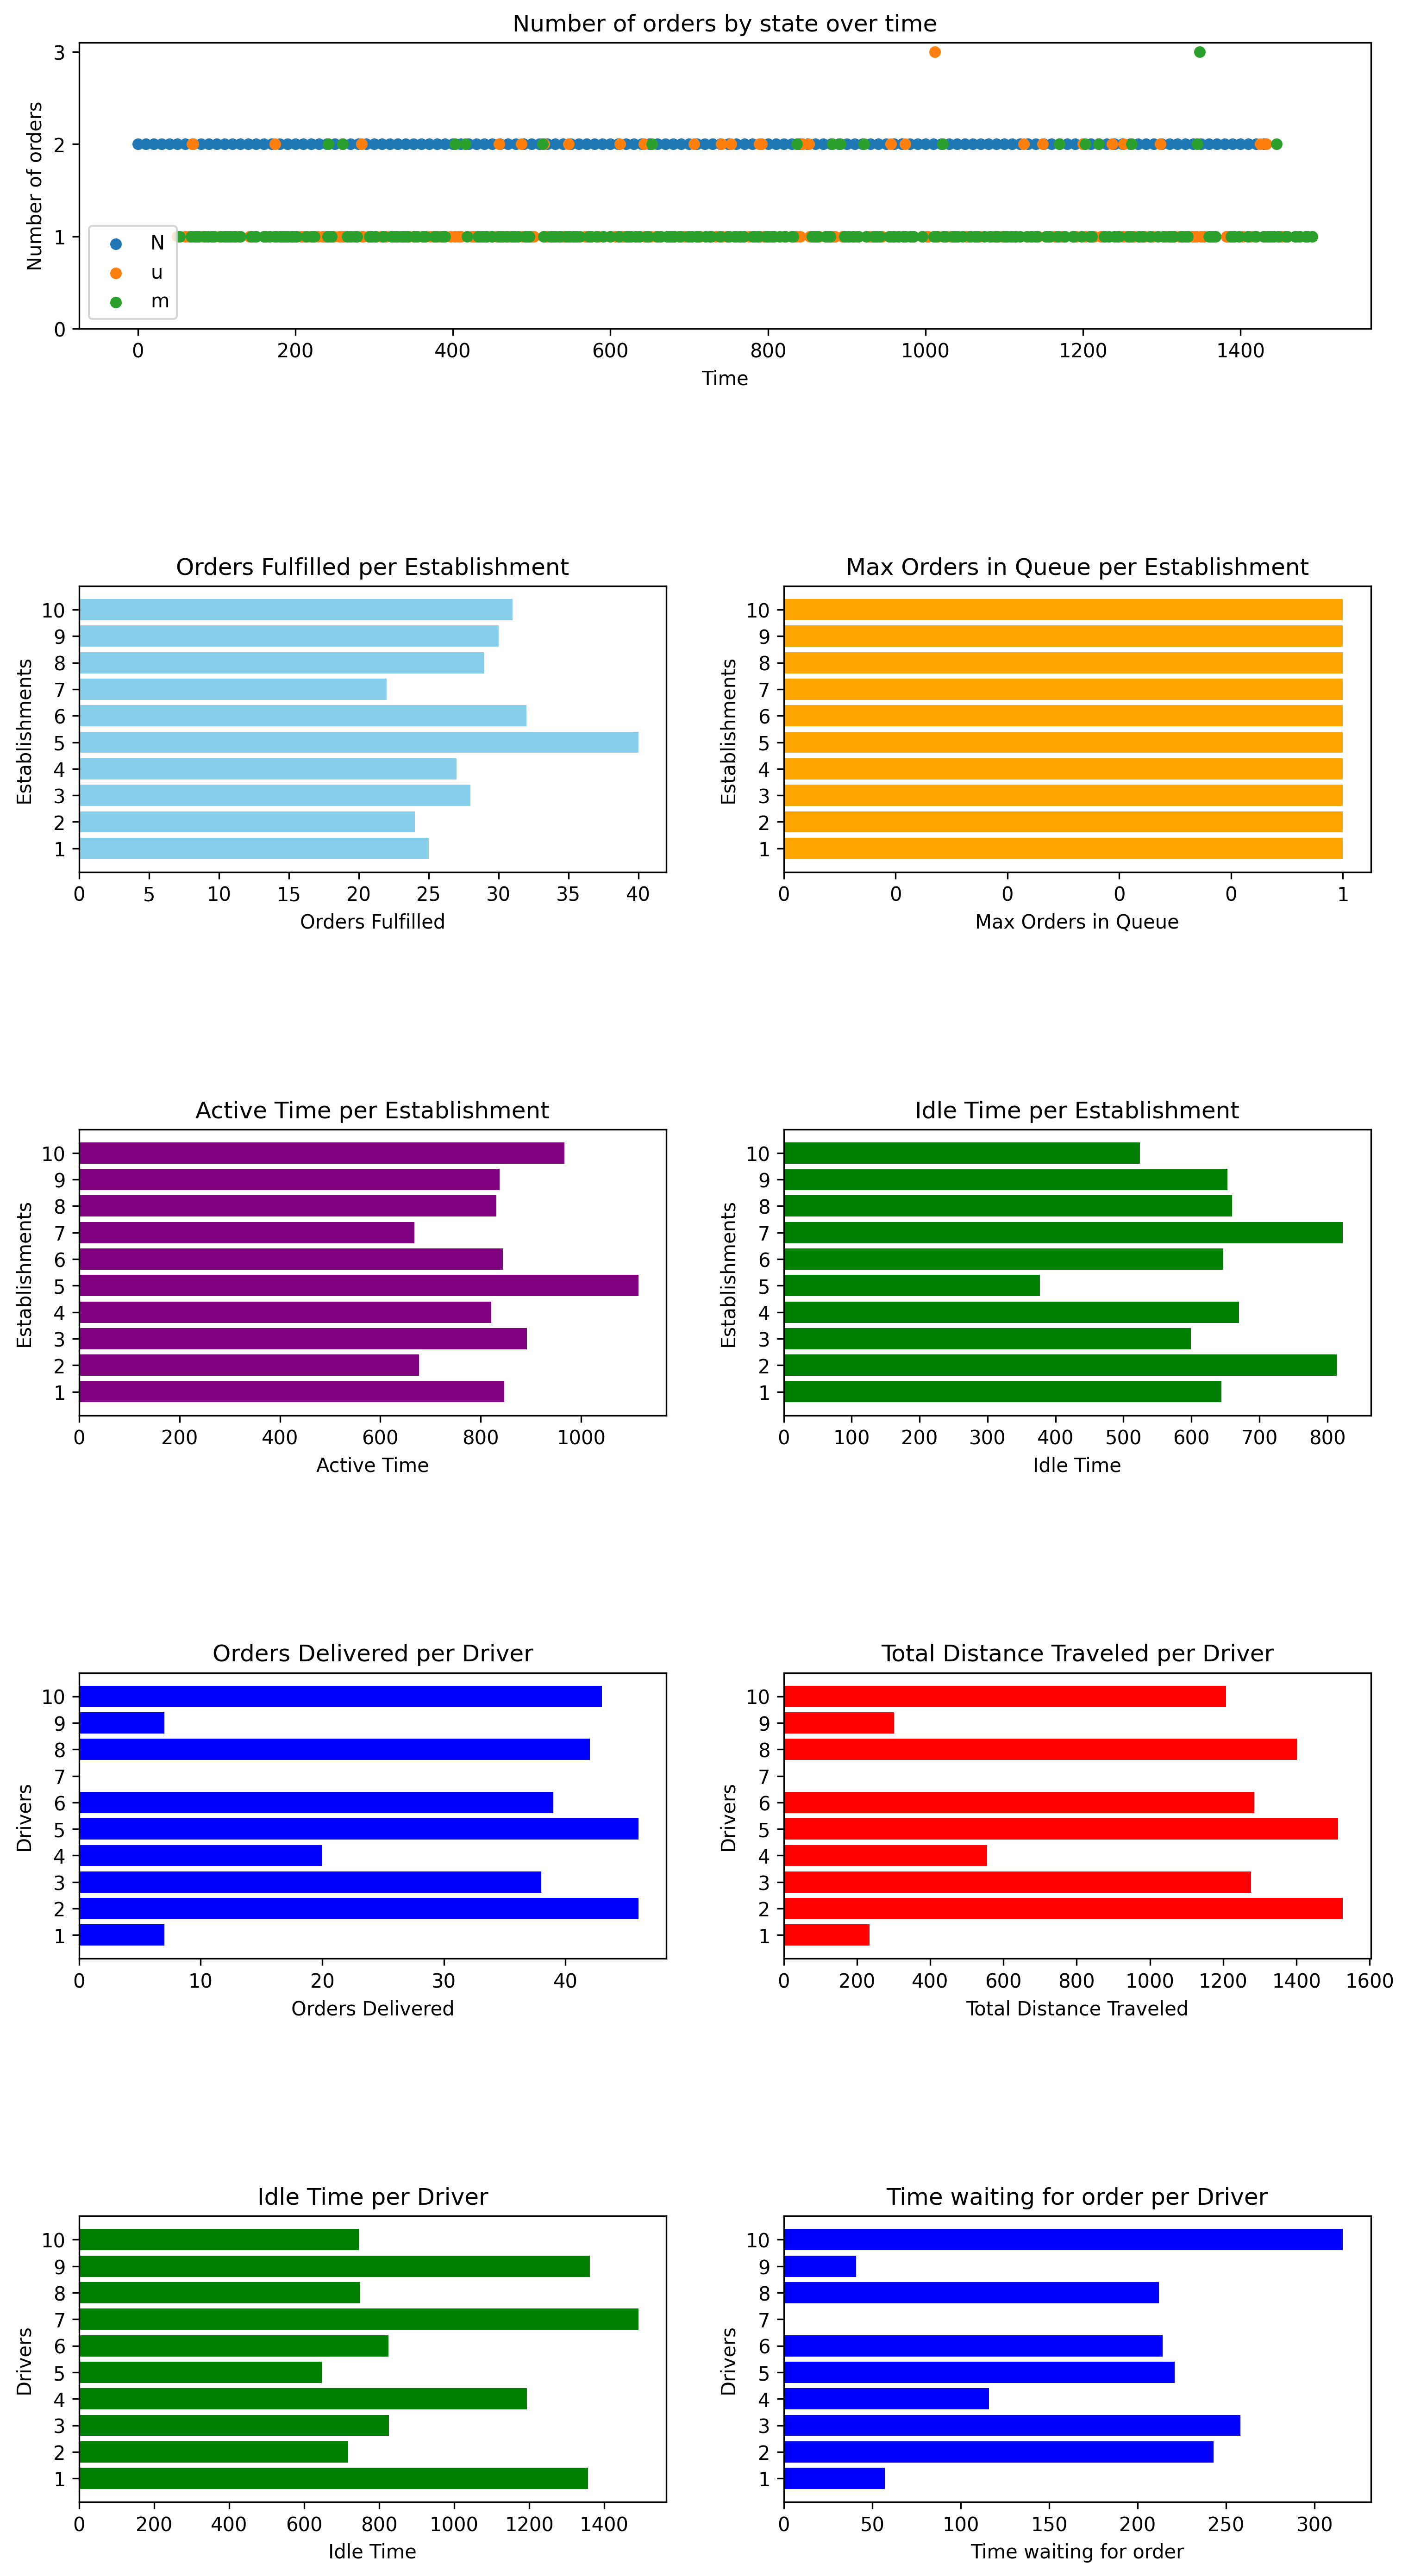 Number of orders by state over time
Number of orders
3
2
1
0
N
u
m
0 200 400 600 800 1000 1200 1400
Time
Orders Fulfilled per Establishment
Establishments
10
9
8
7
6
5
4
3
2
1
0 5 10 15 20 25 30 35 40
Orders Fulfilled
Max Orders in Queue per Establishment
Establishments
10
9
8
7
6
5
4
3
2
1
0 0 0 0 0 1
Max Orders in Queue
Active Time per Establishment
Establishments
10
9
8
7
6
5
4
3
2
1
0 200 400 600 800 1000
Active Time
Idle Time per Establishment
Establishments
10
9
8
7
6
5
4
3
2
1
0 100 200 300 400 500 600 700 800
Idle Time
Orders Delivered per Driver
Drivers
10
9
8
7
6
5
4
3
2
1
0 10 20 30 40
Orders Delivered
Total Distance Traveled per Driver
Drivers
10
9
8
7
6
5
4
3
2
1
0 200 400 600 800 1000 1200 1400 1600
Total Distance Traveled
Idle Time per Driver
Drivers
10
9
8
7
6
5
4
3
2
1
0 200 400 600 800 1000 1200 1400
Idle Time
Time waiting for order per Driver
Drivers
10
9
8
7
6
5
4
3
2
1
0 50 100 150 200 250 300
Time waiting for order